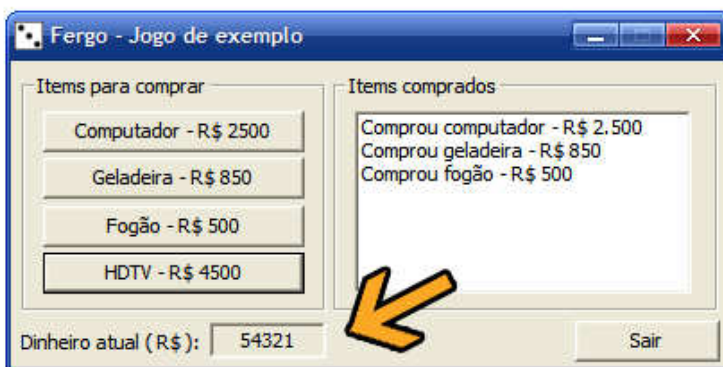 Fergo - Jogo de exemplo
Items para comprar
Computador - R$ 2500
Geladeira - R$ 850
Fogão - R$ 500
HDTV - R$ 4500
Items comprados
Comprou computador - R$ 2.500
Comprou geladeira - R$ 850
Comprou fogão - R$ 500
Dinheiro atual (R$): 54321
Sair